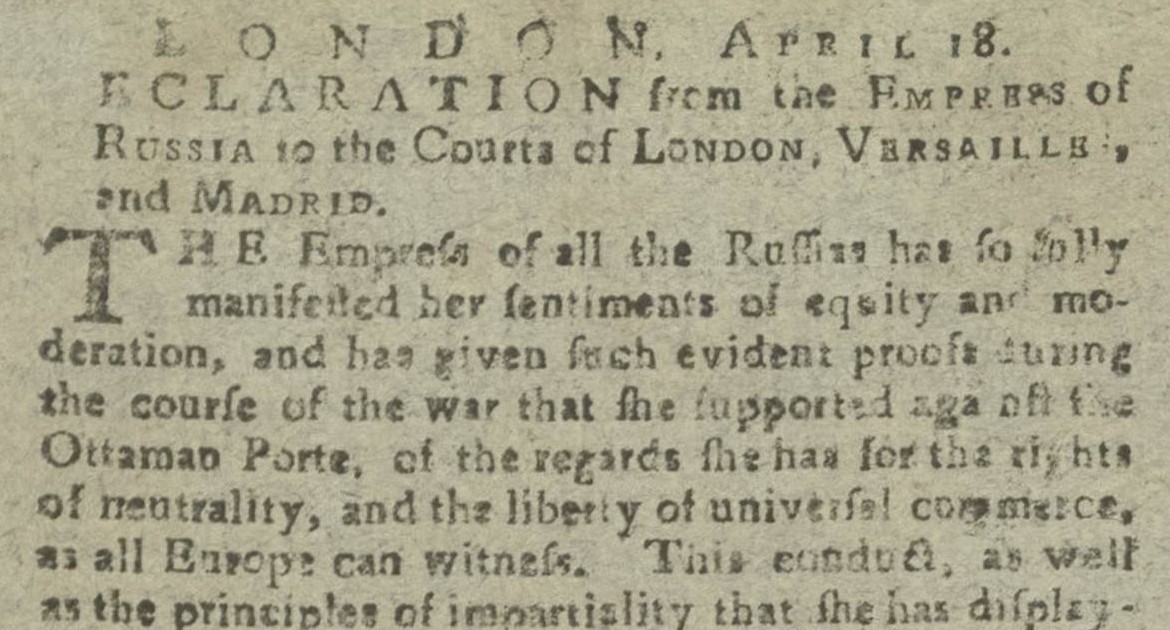 LONDON, APRIL 18.
ECLARATION from the EMPRESS of
RUSSIA to the Courts of LONDON, VERSAILLES,
and MADRID.
THE Empreſs of all the Ruſſias has ſo fully
manifeſted her ſentiments of equity and mo-
deration, and has given ſuch evident proofs during
the courſe of the war that ſhe ſupported againſt the
Ottaman Porte, of the regards ſhe has for the rights
of neutrality, and the liberty of univerſal commerce,
as all Europe can witneſs. This conduct, as well
as the principles of impartiality that ſhe has diſplay-